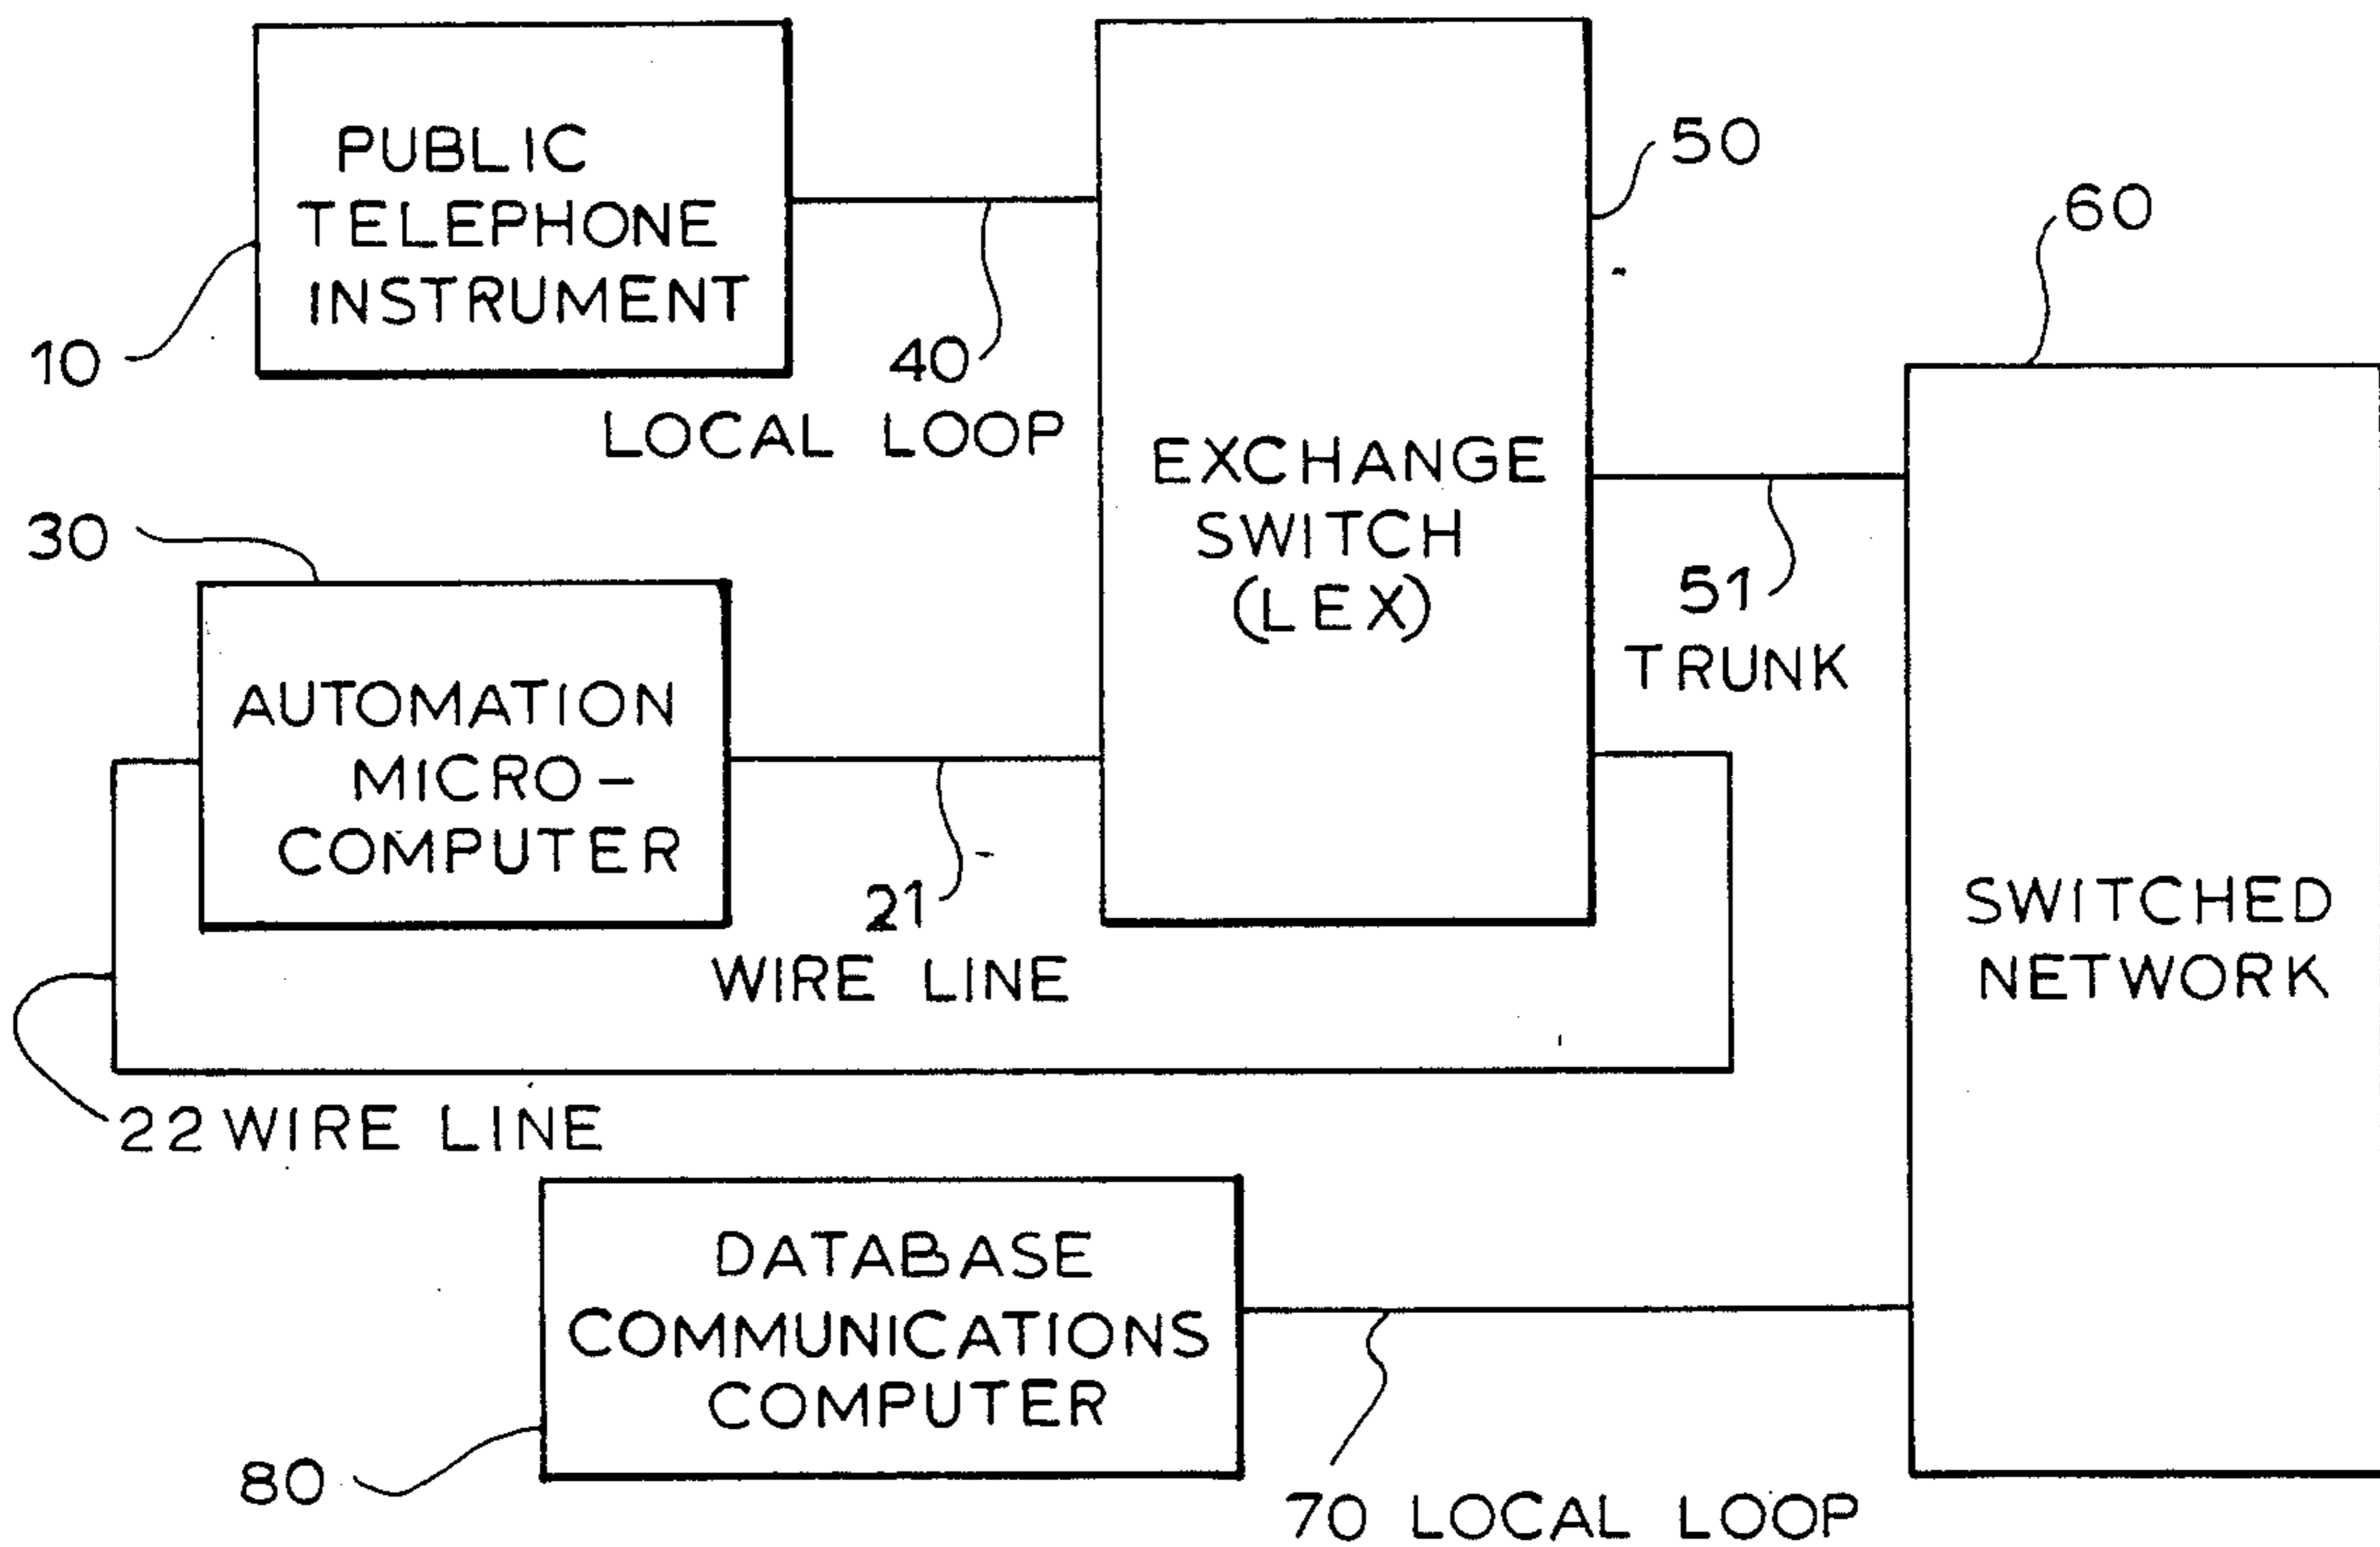 PUBLIC
TELEPHONE
INSTRUMENT
10
40
LOCAL LOOP
50
60
EXCHANGE
SWITCH
(LEX)
51
TRUNK
30
AUTOMATION
MICRO-
COMPUTER
21
WIRE LINE
SWITCHED
NETWORK
22 WIRE LINE
DATABASE
COMMUNICATIONS
COMPUTER
80
70 LOCAL LOOP